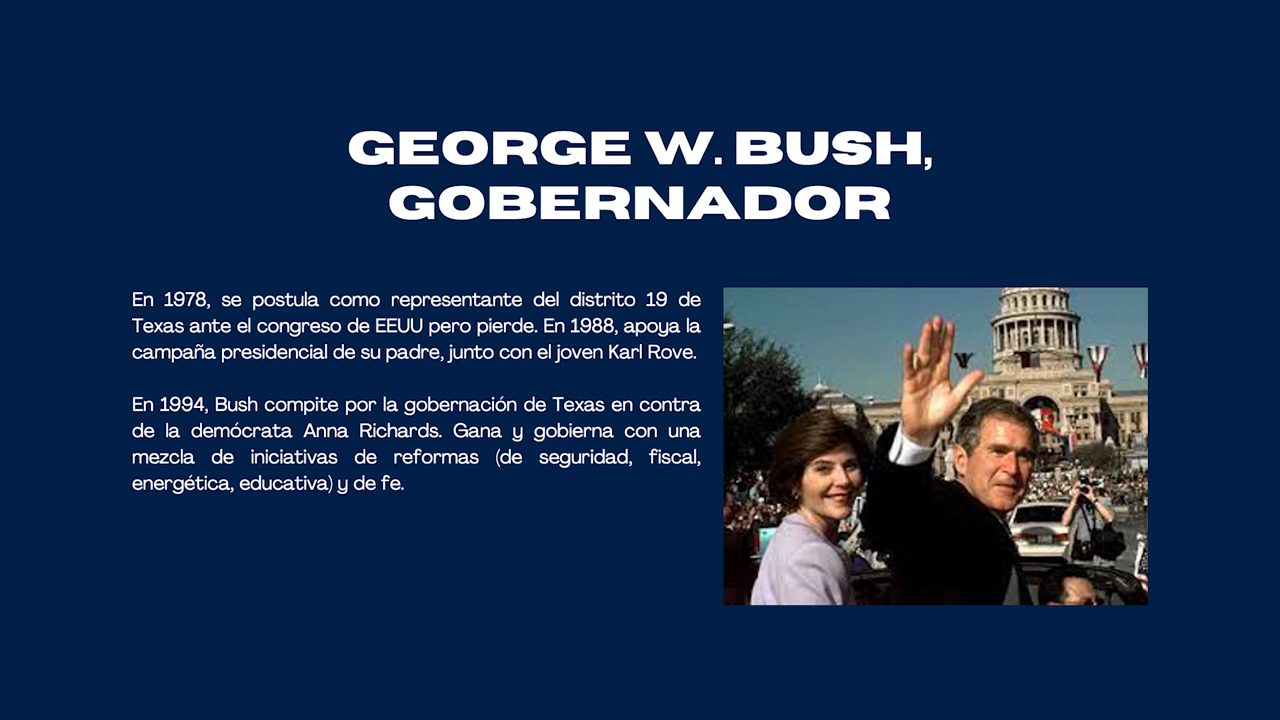 GEORGE W. BUSH,
GOBERNADOR
En 1978, se postula como representante del distrito 19 de
Texas ante el congreso de EEUU pero pierde. En 1988, apoya la
campaña presidencial de su padre, junto con el joven Karl Rove.
En 1994, Bush compite por la gobernación de Texas en contra
de la demócrata Anna Richards. Gana y gobierna con una
mezcla de iniciativas de reformas (de seguridad, fiscal,
energética, educativa) y de fe.